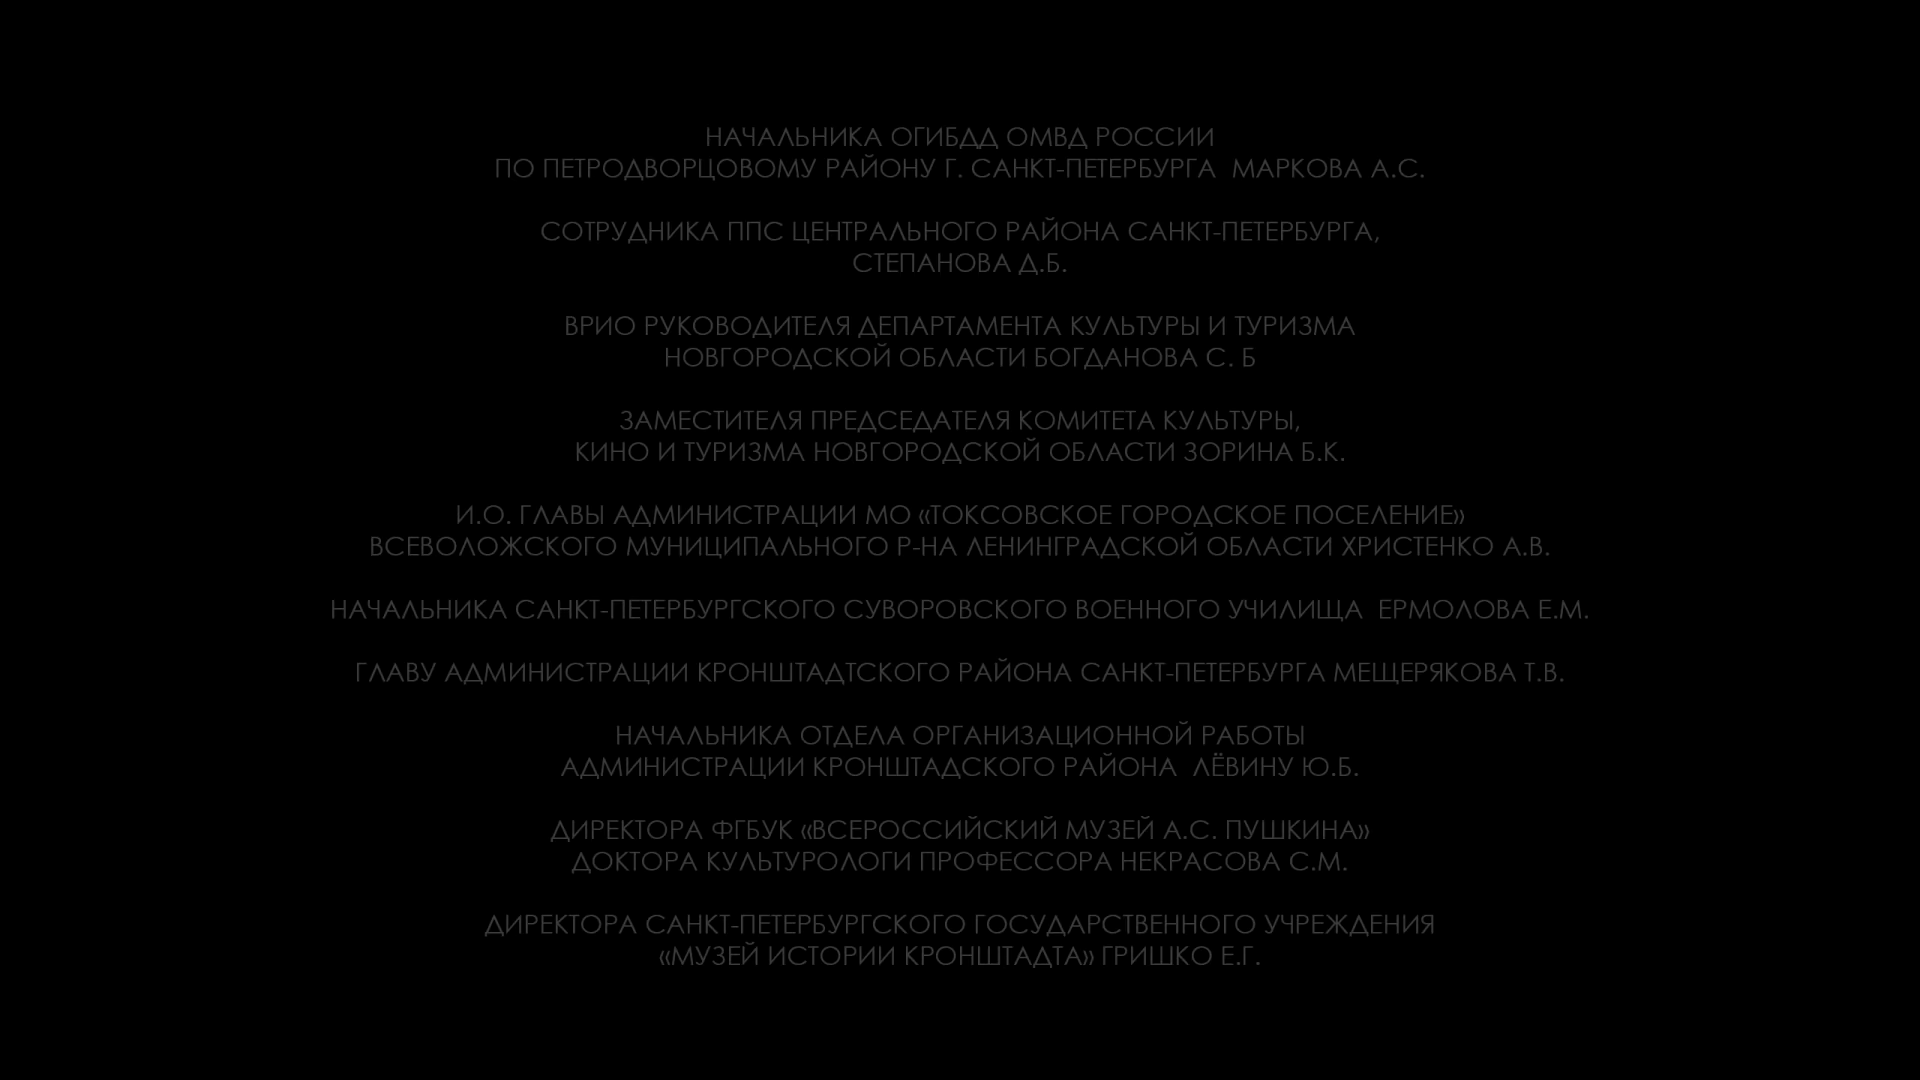 НАЧАЛЬНИКА ОГИБДД ОМВД РОССИИ
ПО ПЕТРОДВОРЦОВОМУ РАЙОНУ Г. САНКТ-ПЕТЕРБУРГА МАРКОВА А.С.
СОТРУДНИКА ППС ЦЕНТРАЛЬНОГО РАЙОНА САНКТ-ПЕТЕРБУРГА,
СТЕПАНОВА Д.Б.
ВРИО РУКОВОДИТЕЛЯ ДЕПАРТАМЕНТА КУЛЬТУРЫ И ТУРИЗМА
НОВГОРОДСКОЙ ОБЛАСТИ БОГДАНОВА С. Б
ЗАМЕСТИТЕЛЯ ПРЕДСЕДАТЕЛЯ КОМИТЕТА КУЛЬТУРЫ,
КИНО И ТУРИЗМА НОВГОРОДСКОЙ ОБЛАСТИ ЗОРИНА Б.К.
И.О. ГЛАВЫ АДМИНИСТРАЦИИ МО «ТОКСОВСКОЕ ГОРОДСКОЕ ПОСЕЛЕНИЕ»
ВСЕВОЛОЖСКОГО МУНИЦИПАЛЬНОГО Р-НА ЛЕНИНГРАДСКОЙ ОБЛАСТИ ХРИСТЕНКО А.В.
НАЧАЛЬНИКА САНКТ-ПЕТЕРБУРГСКОГО СУВОРОВСКОГО ВОЕННОГО УЧИЛИЩА ЕРМОЛОВА Е.М.
ГЛАВУ АДМИНИСТРАЦИИ КРОНШТАДТСКОГО РАЙОНА САНКТ-ПЕТЕРБУРГА МЕЩЕРЯКОВА Т.В.
НАЧАЛЬНИКА ОТДЕЛА ОРГАНИЗАЦИОННОЙ РАБОТЫ
АДМИНИСТРАЦИИ КРОНШТАДСКОГО РАЙОНА ЛЁВИНУ Ю.Б.
ДИРЕКТОРА ФГБУК «ВСЕРОССИЙСКИЙ МУЗЕЙ А.С. ПУШКИНА»
ДОКТОРА КУЛЬТУРОЛОГИ ПРОФЕССОРА НЕКРАСОВА С.М.
ДИРЕКТОРА САНКТ-ПЕТЕРБУРГСКОГО ГОСУДАРСТВЕННОГО УЧРЕЖДЕНИЯ
«МУЗЕЙ ИСТОРИИ КРОНШТАДТА» ГРИШКО Е.Г.